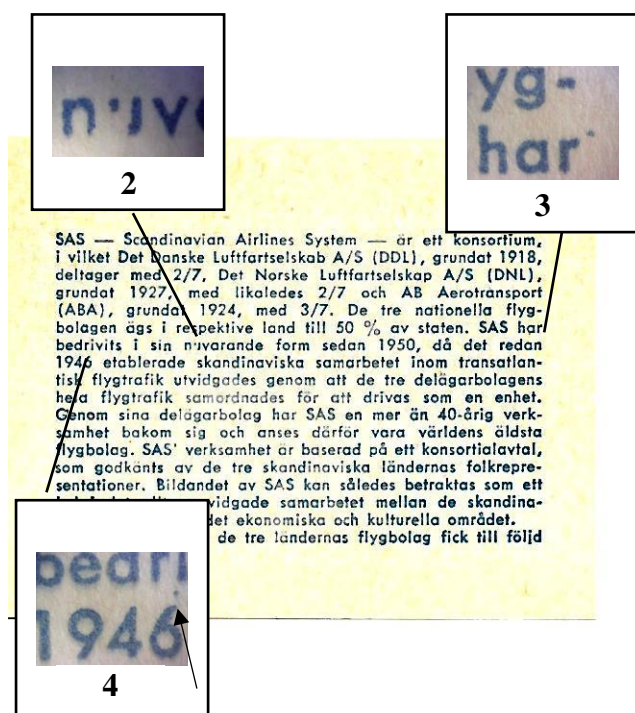 yg-
har
2
3
SAS — Scandinavian Airlines System — är ett konsortium,
i vilket Det Danske Luftfartselskab A/S (DDL), grundat 1918,
deltager med 2/7, Det Norske Luftfartselskap A/S (DNL),
grundat 1927, med likaledes 2/7 och AB Aerotransport
(ABA), grundat 1924, med 3/7. De tre nationella flyg-
bolagen ägs i respektive land till 50 % av staten. SAS har
bedrivits i sin nuvarande form sedan 1950, då det redan
1946 etablerade skandinaviska samarbetet inom transatlan-
tisk flygtrafik utvidgades genom att de tre delägarbolagens
hela flygtrafik samordnades för att drivas som en enhet.
Genom sina delägarbolag har SAS en mer än 40-årig verk-
samhet bakom sig och anses därför vara världens äldsta
flygbolag. SAS' verksamhet är baserad på ett konsortialavtal,
som godkänts av de tre skandinaviska ländernas folkrepre-
sentationer. Bildandet av SAS kan således betraktas som ett
vidgade samarbetet mellan de skandina-
det ekonomiska och kulturella området.
de tre ländernas flygbolag fick till följd
1946
4